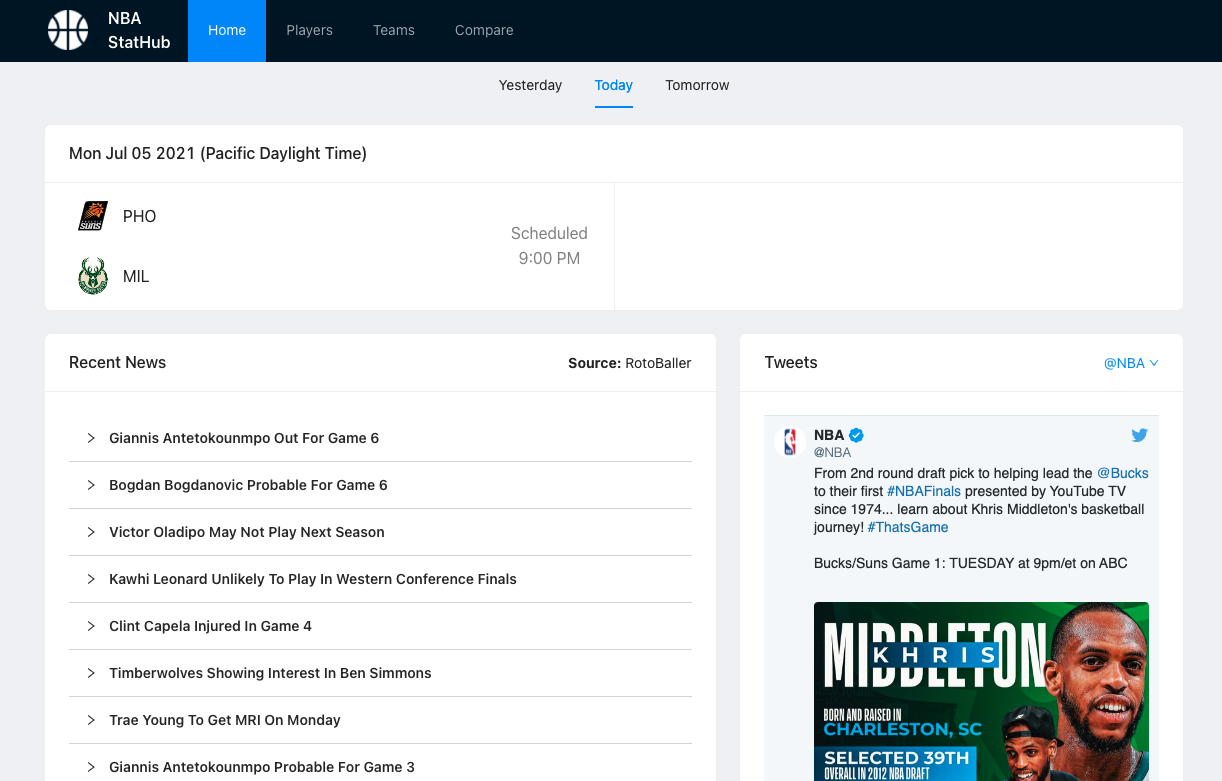 NBA
StatHub
Home
Players
Teams
Compare
Yesterday
Today
Tomorrow
Mon Jul 05 2021 (Pacific Daylight Time)
SUNS
PHO
Scheduled
9:00 PM
MIL
Recent News
Source: RotoBaller
Giannis Antetokounmpo Out For Game 6
Bogdan Bogdanovic Probable For Game 6
Victor Oladipo May Not Play Next Season
Kawhi Leonard Unlikely To Play In Western Conference Finals
Clint Capela Injured In Game 4
Timberwolves Showing Interest In Ben Simmons
Trae Young To Get MRI On Monday
Giannis Antetokounmpo Probable For Game 3
Tweets
@NBA
NBA
@NBA
From 2nd round draft pick to helping lead the @Bucks
to their first #NBAFinals presented by YouTube TV
since 1974... learn about Khris Middleton's basketball
journey! #ThatsGame
Bucks/Suns Game 1: TUESDAY at 9pm/et on ABC
MIDDLETON
KHRIS
BORN AND RAISED IN
CHARLESTON, SC
SELECTED 39TH
OVERALL IN 2012 NBA DRAFT